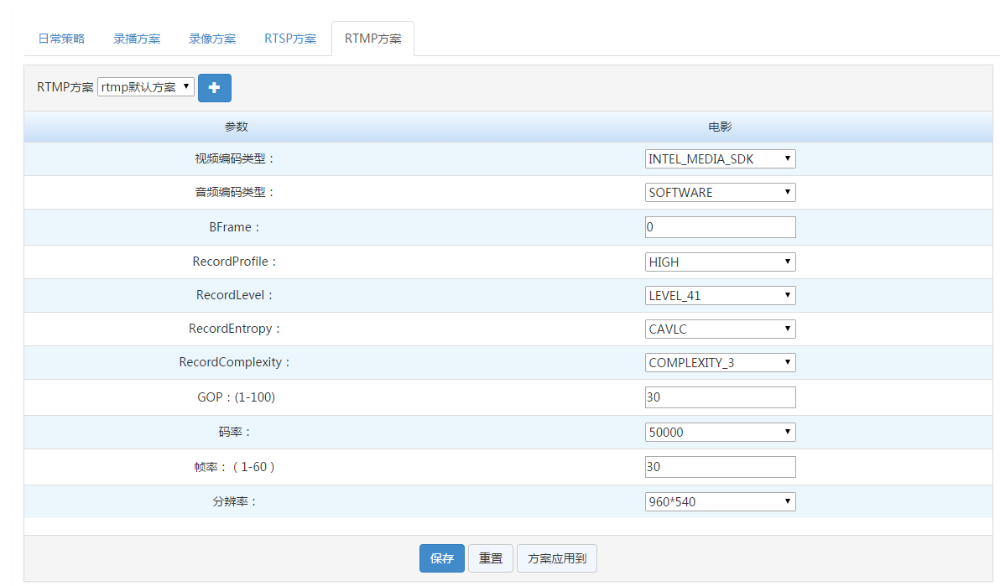 日常策略 录播方案 录像方案 RTSP方案 RTMP方案
RTMP方案 rtmp默认方案
参数 电影
视频编码类型： INTEL_MEDIA_SDK
音频编码类型： SOFTWARE
BFrame： 0
RecordProfile： HIGH
RecordLevel： LEVEL_41
RecordEntropy： CAVLC
RecordComplexity： COMPLEXITY_3
GOP：(1-100) 30
码率： 50000
帧率：（1-60） 30
分辨率： 960*540
保存 重置 方案应用到